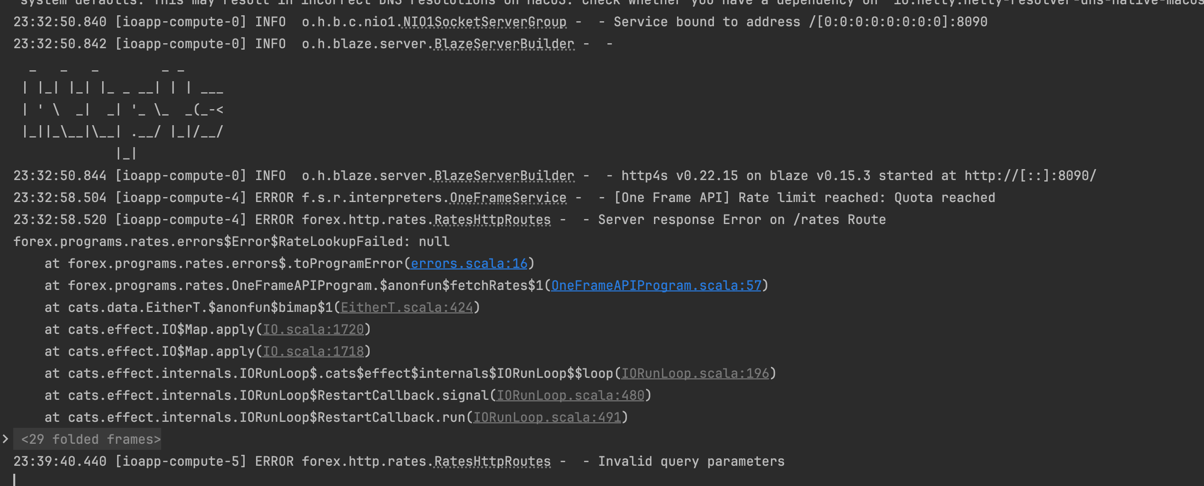 system defaults. This may result in incorrect DNS resolutions on MacOS. Check whether you have a dependency on 'io.netty:netty-resolver-dns-native-macos
23:32:50.840 [ioapp-compute-0] INFO  o.h.b.c.nio1.NIO1SocketServerGroup -  - Service bound to address /[0:0:0:0:0:0:0:0]:8090
23:32:50.842 [ioapp-compute-0] INFO  o.h.blaze.server.BlazeServerBuilder -  -
  _   _   _        _ _
 | |_| |_| |_ _ __| | | ___
 | ' \  _|  _| '_ \_  _(_-<
 |_||_\__|\__| .__/ |_|/__/
             |_|
23:32:50.844 [ioapp-compute-0] INFO  o.h.blaze.server.BlazeServerBuilder -  - http4s v0.22.15 on blaze v0.15.3 started at http://[::]:8090/
23:32:58.504 [ioapp-compute-4] ERROR f.s.r.interpreters.OneFrameService -  - [One Frame API] Rate limit reached: Quota reached
23:32:58.520 [ioapp-compute-4] ERROR forex.http.rates.RatesHttpRoutes -  - Server response Error on /rates Route
forex.programs.rates.errors$Error$RateLookupFailed: null
    at forex.programs.rates.errors$.toProgramError(errors.scala:16)
    at forex.programs.rates.OneFrameAPIProgram.$anonfun$fetchRates$1(OneFrameAPIProgram.scala:57)
    at cats.data.EitherT.$anonfun$bimap$1(EitherT.scala:424)
    at cats.effect.IO$Map.apply(IO.scala:1720)
    at cats.effect.IO$Map.apply(IO.scala:1718)
    at cats.effect.internals.IORunLoop$.cats$effect$internals$IORunLoop$$loop(IORunLoop.scala:196)
    at cats.effect.internals.IORunLoop$RestartCallback.signal(IORunLoop.scala:480)
    at cats.effect.internals.IORunLoop$RestartCallback.run(IORunLoop.scala:491)
<29 folded frames>
23:39:40.440 [ioapp-compute-5] ERROR forex.http.rates.RatesHttpRoutes -  - Invalid query parameters